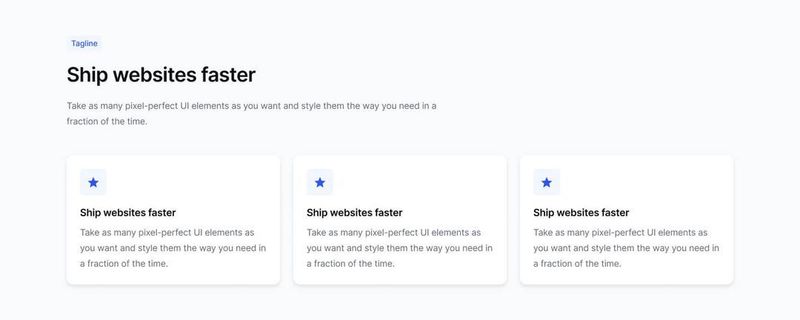 Tagline
Ship websites faster
Take as many pixel-perfect UI elements as you want and style them the way you need in a
fraction of the time.
Ship websites faster
Take as many pixel-perfect UI elements as
you want and style them the way you need in
a fraction of the time.
Ship websites faster
Take as many pixel-perfect UI elements as
you want and style them the way you need in
a fraction of the time.
Ship websites faster
Take as many pixel-perfect UI elements as
you want and style them the way you need in
a fraction of the time.